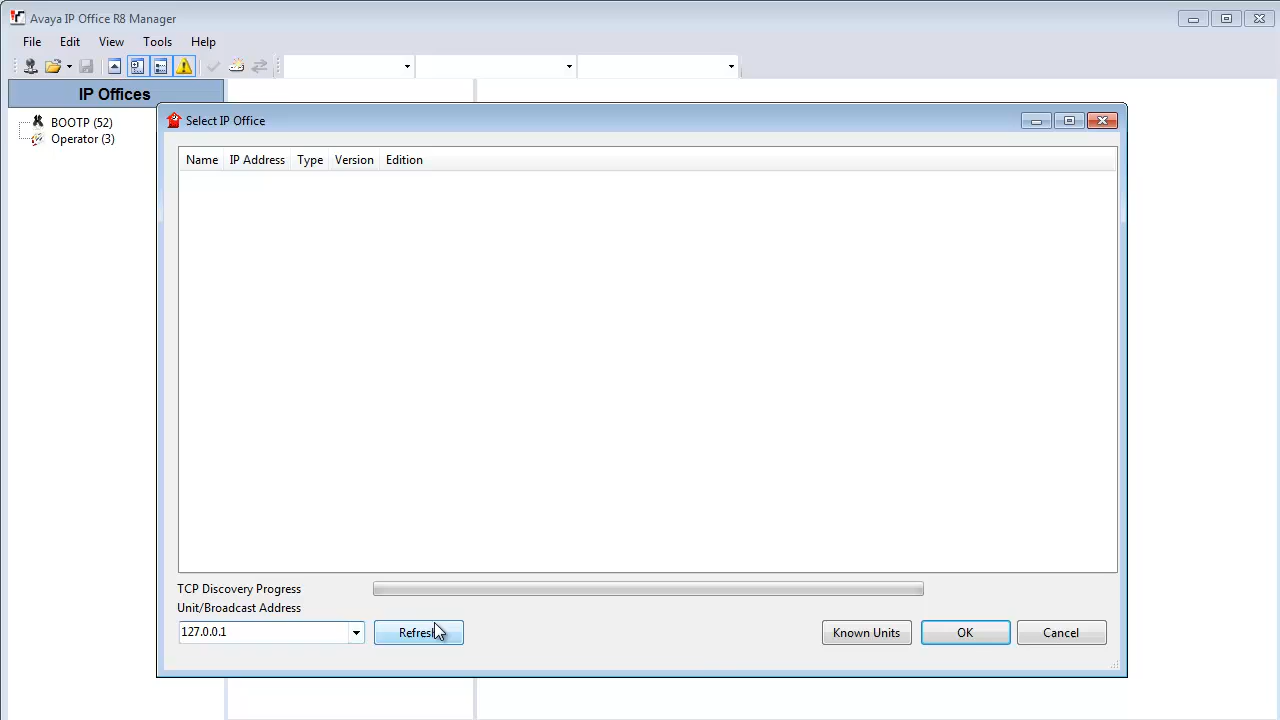 Avaya IP Office R8 Manager
File Edit View Tools Help
IP Offices
BOOTP (52)
Operator (3)
Select IP Office
Name IP Address Type Version Edition
TCP Discovery Progress
Unit/Broadcast Address
127.0.0.1 Refresh Known Units OK Cancel